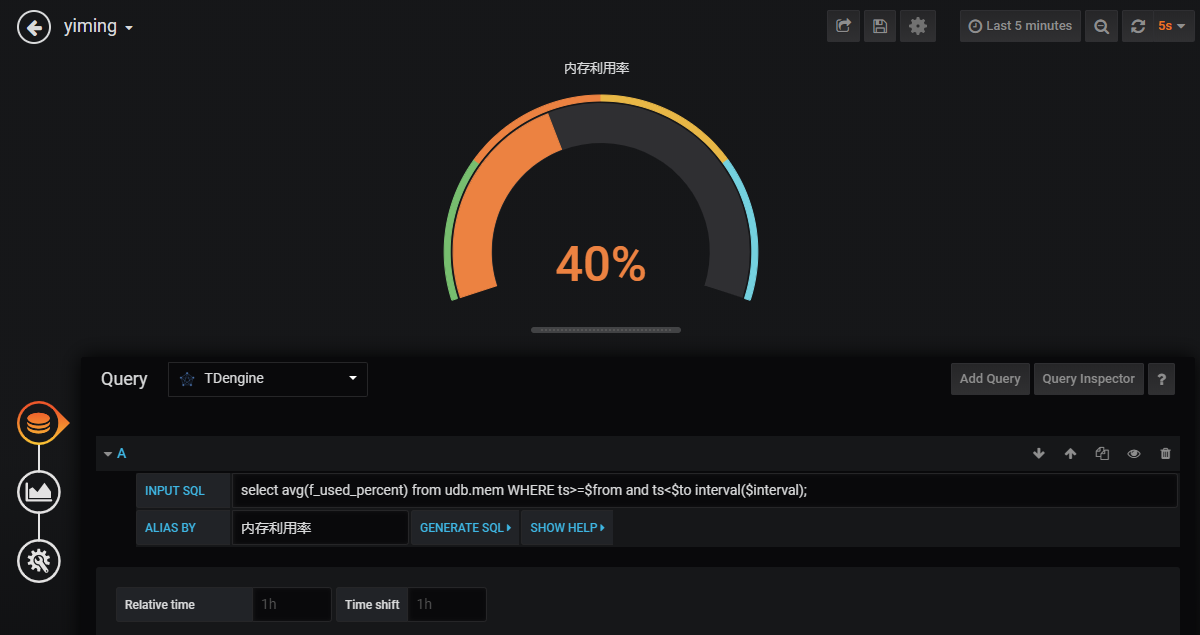 yiming
Last 5 minutes
5s
内存利用率
40%
Query
TDengine
Add Query
Query Inspector
?
A
INPUT SQL
select avg(f_used_percent) from udb.mem WHERE ts>=$from and ts<$to interval($interval);
ALIAS BY
内存利用率
GENERATE SQL
SHOW HELP
Relative time
1h
Time shift
1h